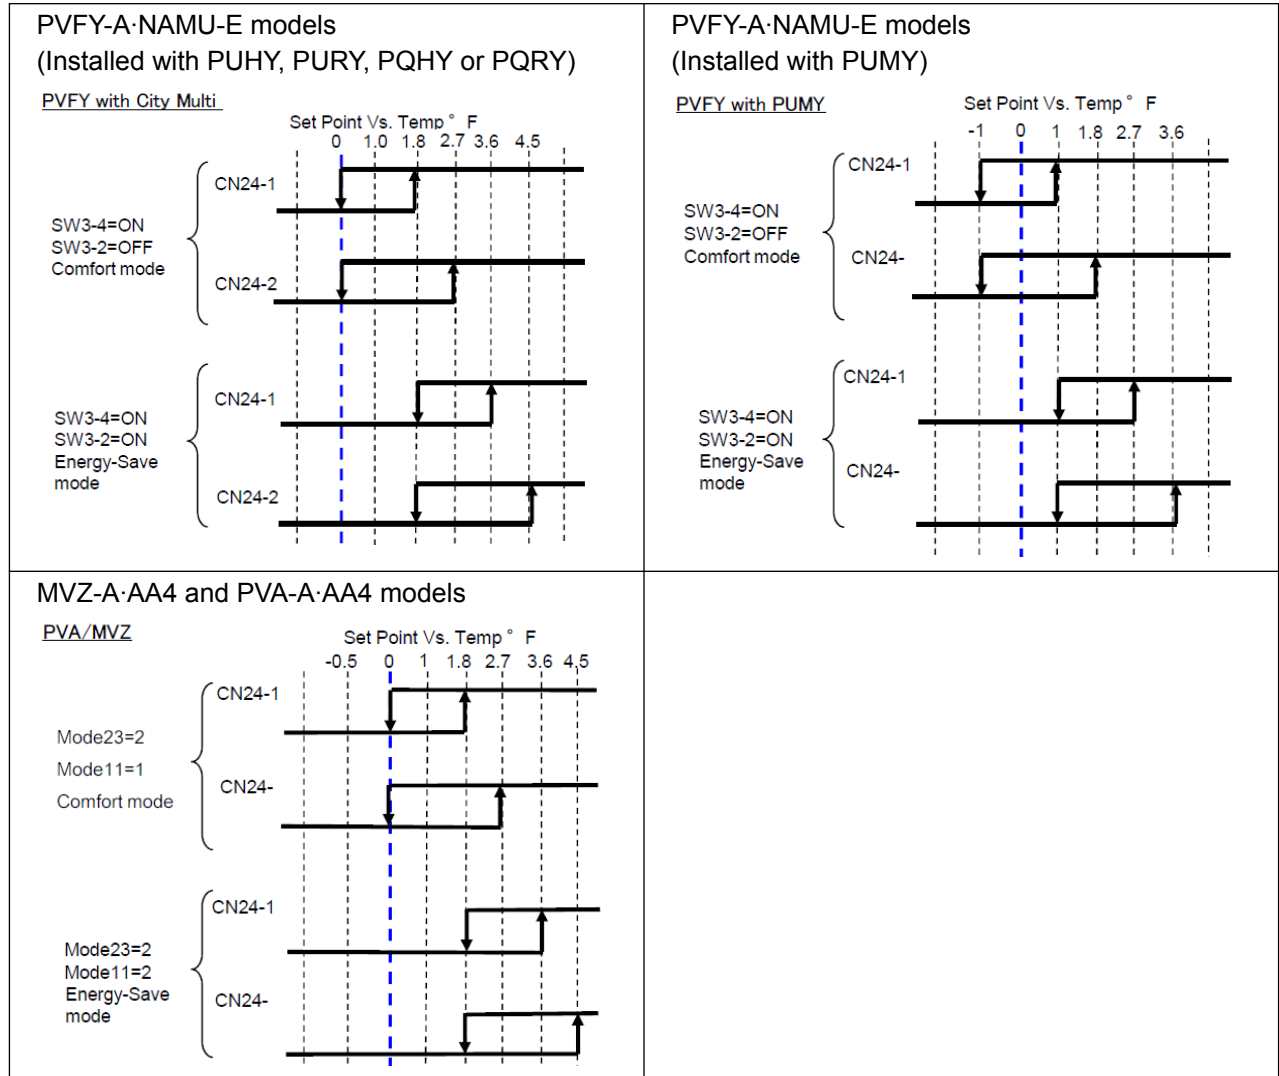 PVFY-A·NAMU-E models
(Installed with PUHY, PURY, PQHY or PQRY)
PVFY with City Multi
Set Point Vs. Temp° F
0 1.0 1.8 2.7 3.6 4.5
CN24-1
SW3-4=ON
SW3-2=OFF
Comfort mode
CN24-2
CN24-1
SW3-4=ON
SW3-2=ON
Energy-Save
mode
CN24-2
PVFY-A·NAMU-E models
(Installed with PUMY)
PVFY with PUMY
Set Point Vs. Temp° F
-1 0 1 1.8 2.7 3.6
CN24-1
SW3-4=ON
SW3-2=OFF
Comfort mode
CN24-
CN24-1
SW3-4=ON
SW3-2=ON
Energy-Save
mode
CN24-
MVZ-A·AA4 and PVA-A·AA4 models
PVA/MVZ
Set Point Vs. Temp° F
-0.5 0 1 1.8 2.7 3.6 4.5
CN24-1
Mode23=2
Mode11=1
Comfort mode
CN24-
CN24-1
Mode23=2
Mode11=2
Energy-Save
mode
CN24-